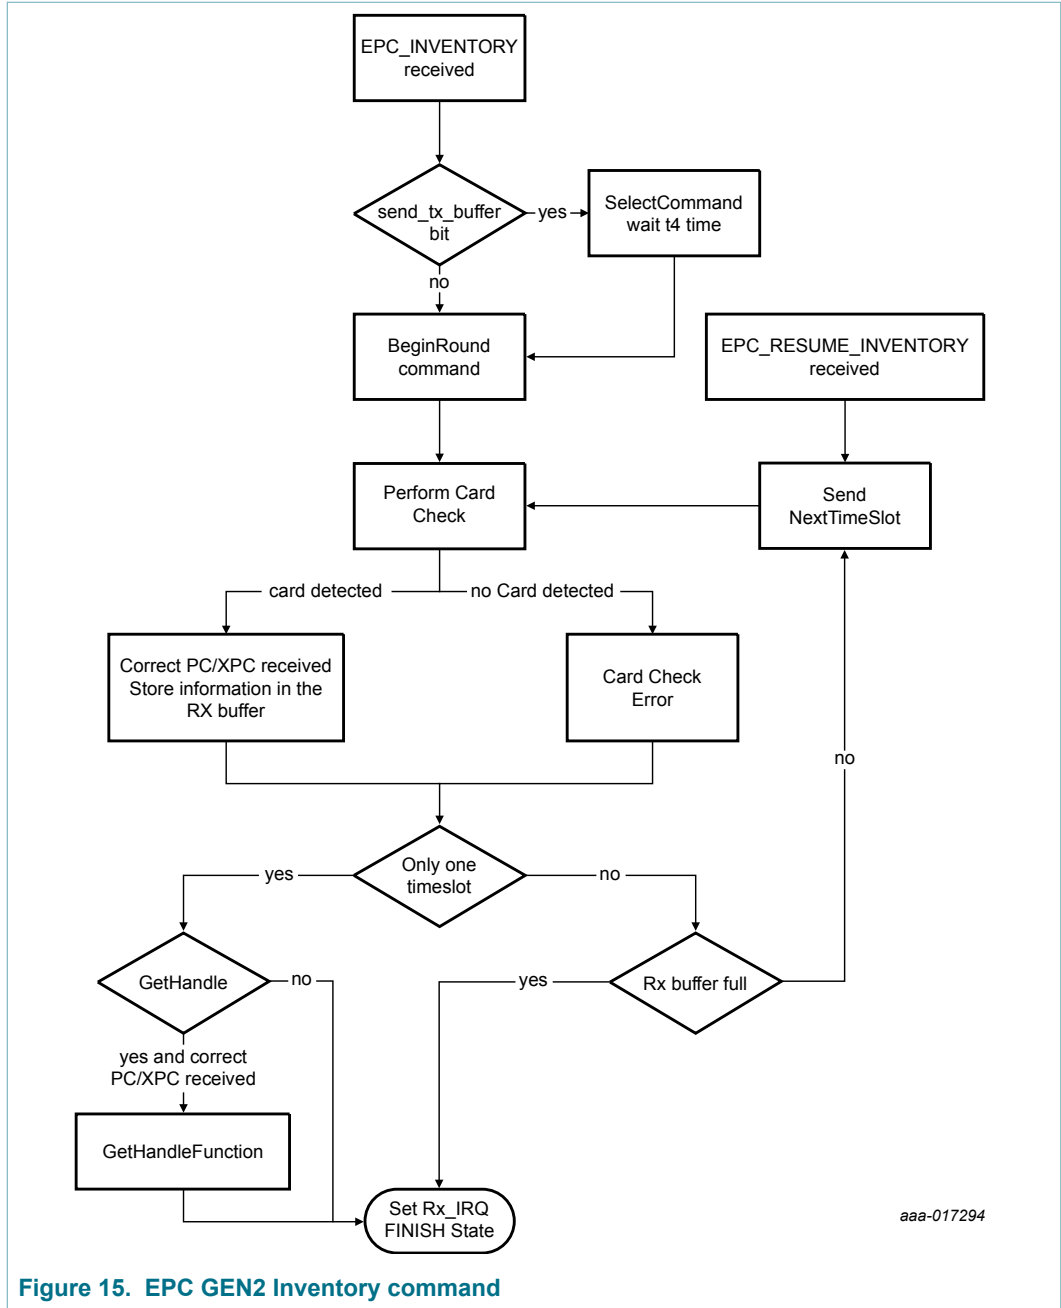 EPC_INVENTORY
received
send_tx_buffer
bit
yes
SelectCommand
wait t4 time
no
BeginRound
command
EPC_RESUME_INVENTORY
received
Perform Card
Check
Send
NextTimeSlot
card detected
no Card detected
Correct PC/XPC received
Store information in the
RX buffer
Card Check
Error
no
Only one
timeslot
yes
no
GetHandle
no
yes
Rx buffer full
yes and correct
PC/XPC received
GetHandleFunction
Set Rx_IRQ
FINISH State
aaa-017294
Figure 15. EPC GEN2 Inventory command